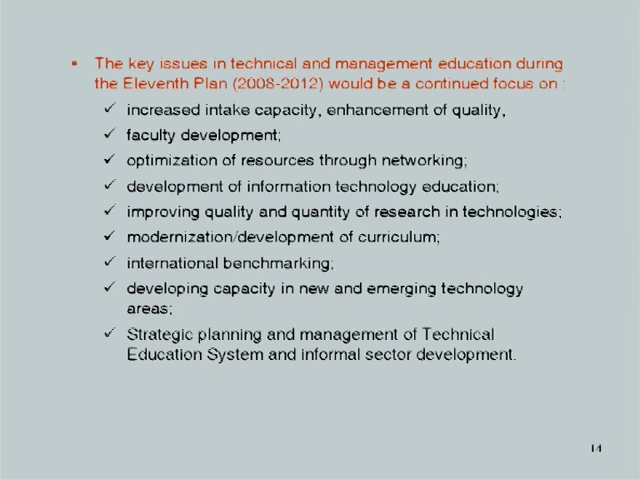 ▪ The key issues in technical and management education during
the Eleventh Plan (2008-2012) would be a continued focus on :
✓ increased intake capacity, enhancement of quality,
✓ faculty development;
✓ optimization of resources through networking;
✓ development of information technology education;
✓ improving quality and quantity of research in technologies;
✓ modernization/development of curriculum;
✓ international benchmarking;
✓ developing capacity in new and emerging technology
areas;
✓ Strategic planning and management of Technical
Education System and informal sector development.
14